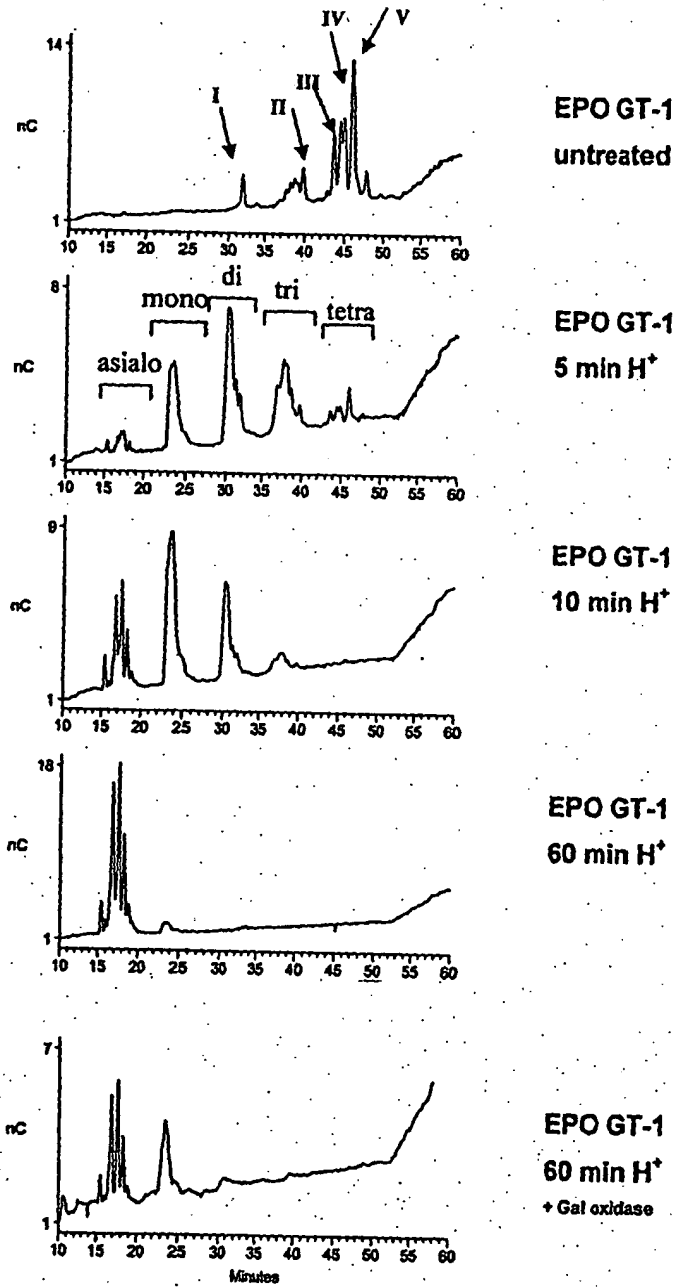 IV V
III
II
I
14
nC
1
10 15 20 25 30 35 40 45 50 55 60
EPO GT-1
untreated
di
mono tri
tetra
asialo
8
nC
1
10 15 20 25 30 35 40 45 50 55 60
EPO GT-1
5 min H⁺
9
nC
1
10 15 20 25 30 35 40 45 50 55 60
EPO GT-1
10 min H⁺
18
nC
1
10 15 20 25 30 35 40 45 50 55 60
EPO GT-1
60 min H⁺
7
nC
1
10 15 20 25 30 35 40 45 50 55 60
Minutes
EPO GT-1
60 min H⁺
+ Gal oxidase